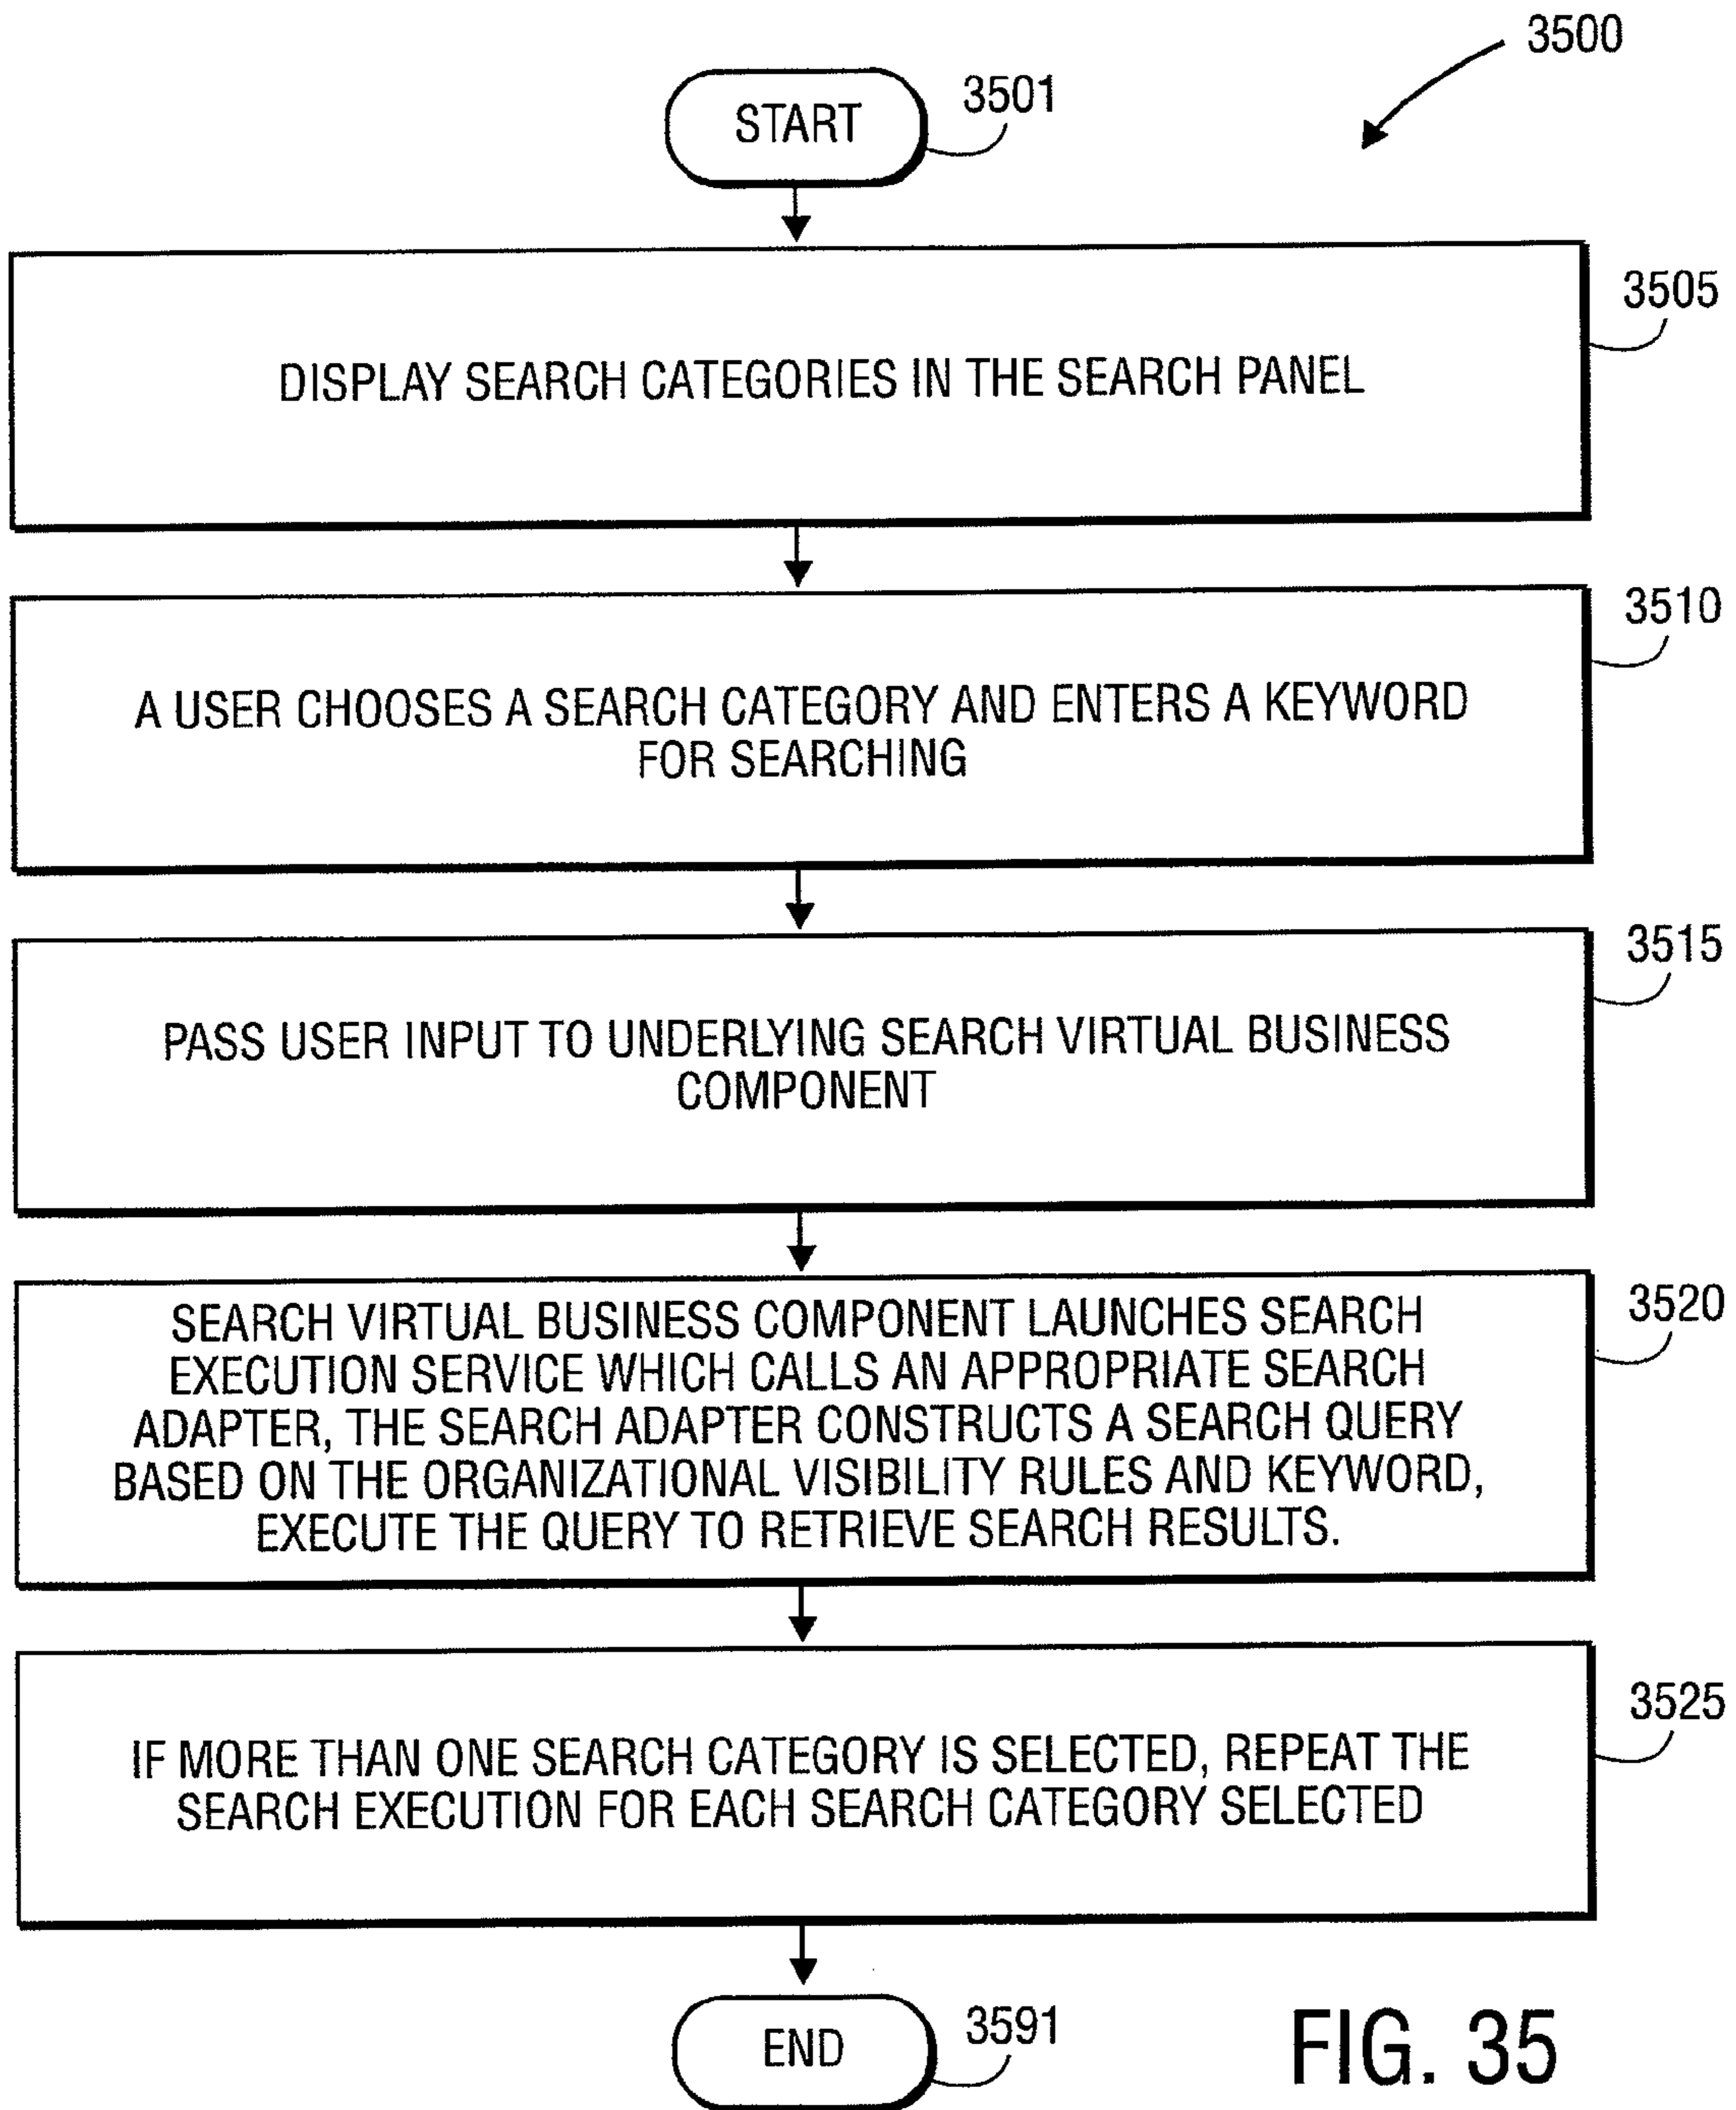 3500
START
3501
3505
DISPLAY SEARCH CATEGORIES IN THE SEARCH PANEL
3510
A USER CHOOSES A SEARCH CATEGORY AND ENTERS A KEYWORD
FOR SEARCHING
3515
PASS USER INPUT TO UNDERLYING SEARCH VIRTUAL BUSINESS
COMPONENT
3520
SEARCH VIRTUAL BUSINESS COMPONENT LAUNCHES SEARCH
EXECUTION SERVICE WHICH CALLS AN APPROPRIATE SEARCH
ADAPTER, THE SEARCH ADAPTER CONSTRUCTS A SEARCH QUERY
BASED ON THE ORGANIZATIONAL VISIBILITY RULES AND KEYWORD,
EXECUTE THE QUERY TO RETRIEVE SEARCH RESULTS.
3525
IF MORE THAN ONE SEARCH CATEGORY IS SELECTED, REPEAT THE
SEARCH EXECUTION FOR EACH SEARCH CATEGORY SELECTED
END
3591
FIG. 35